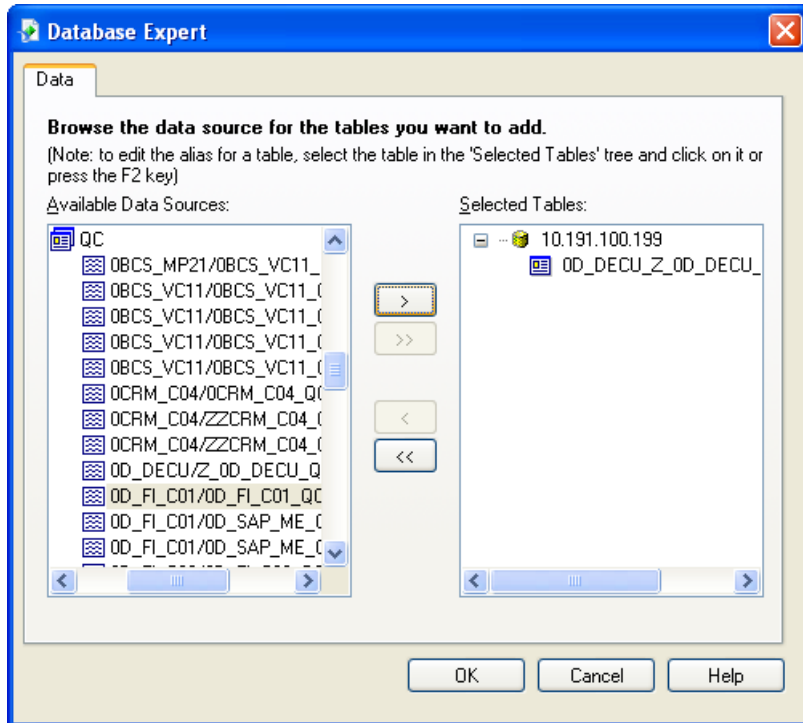 Database Expert
Data
Browse the data source for the tables you want to add.
(Note: to edit the alias for a table, select the table in the 'Selected Tables' tree and click on it or
press the F2 key)
Available Data Sources:
Selected Tables:
QC
0BCS_MP21/0BCS_VC11_
0BCS_VC11/0BCS_VC11_(
0BCS_VC11/0BCS_VC11_(
0BCS_VC11/0BCS_VC11_(
0BCS_VC11/0BCS_VC11_(
0CRM_C04/0CRM_C04_QC
0CRM_C04/ZZCRM_C04_(
0CRM_C04/ZZCRM_C04_(
0D_DECU/Z_0D_DECU_Q
0D_FI_C01/0D_FI_C01_QC
0D_FI_C01/0D_SAP_ME_(
0D_FI_C01/0D_SAP_ME_(
>
>>
<
<<
10.191.100.199
0D_DECU_Z_0D_DECU_
OK
Cancel
Help